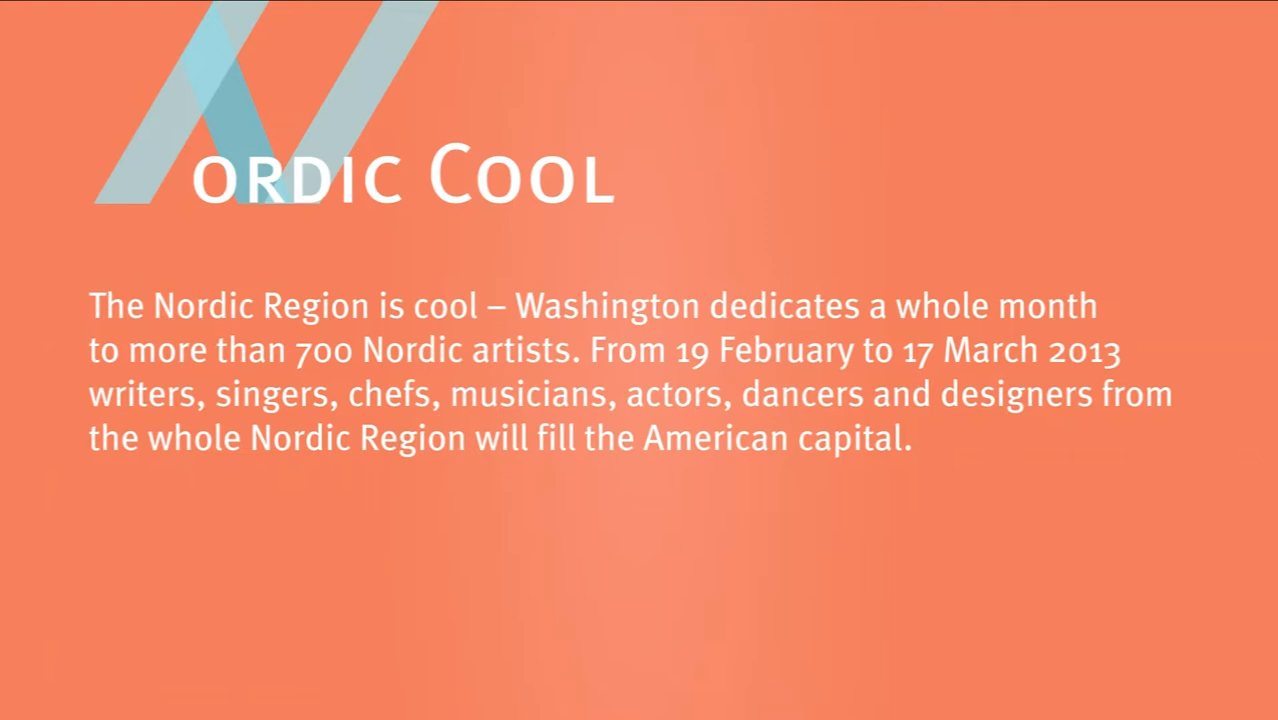 Nordic Cool
The Nordic Region is cool – Washington dedicates a whole month
to more than 700 Nordic artists. From 19 February to 17 March 2013
writers, singers, chefs, musicians, actors, dancers and designers from
the whole Nordic Region will fill the American capital.